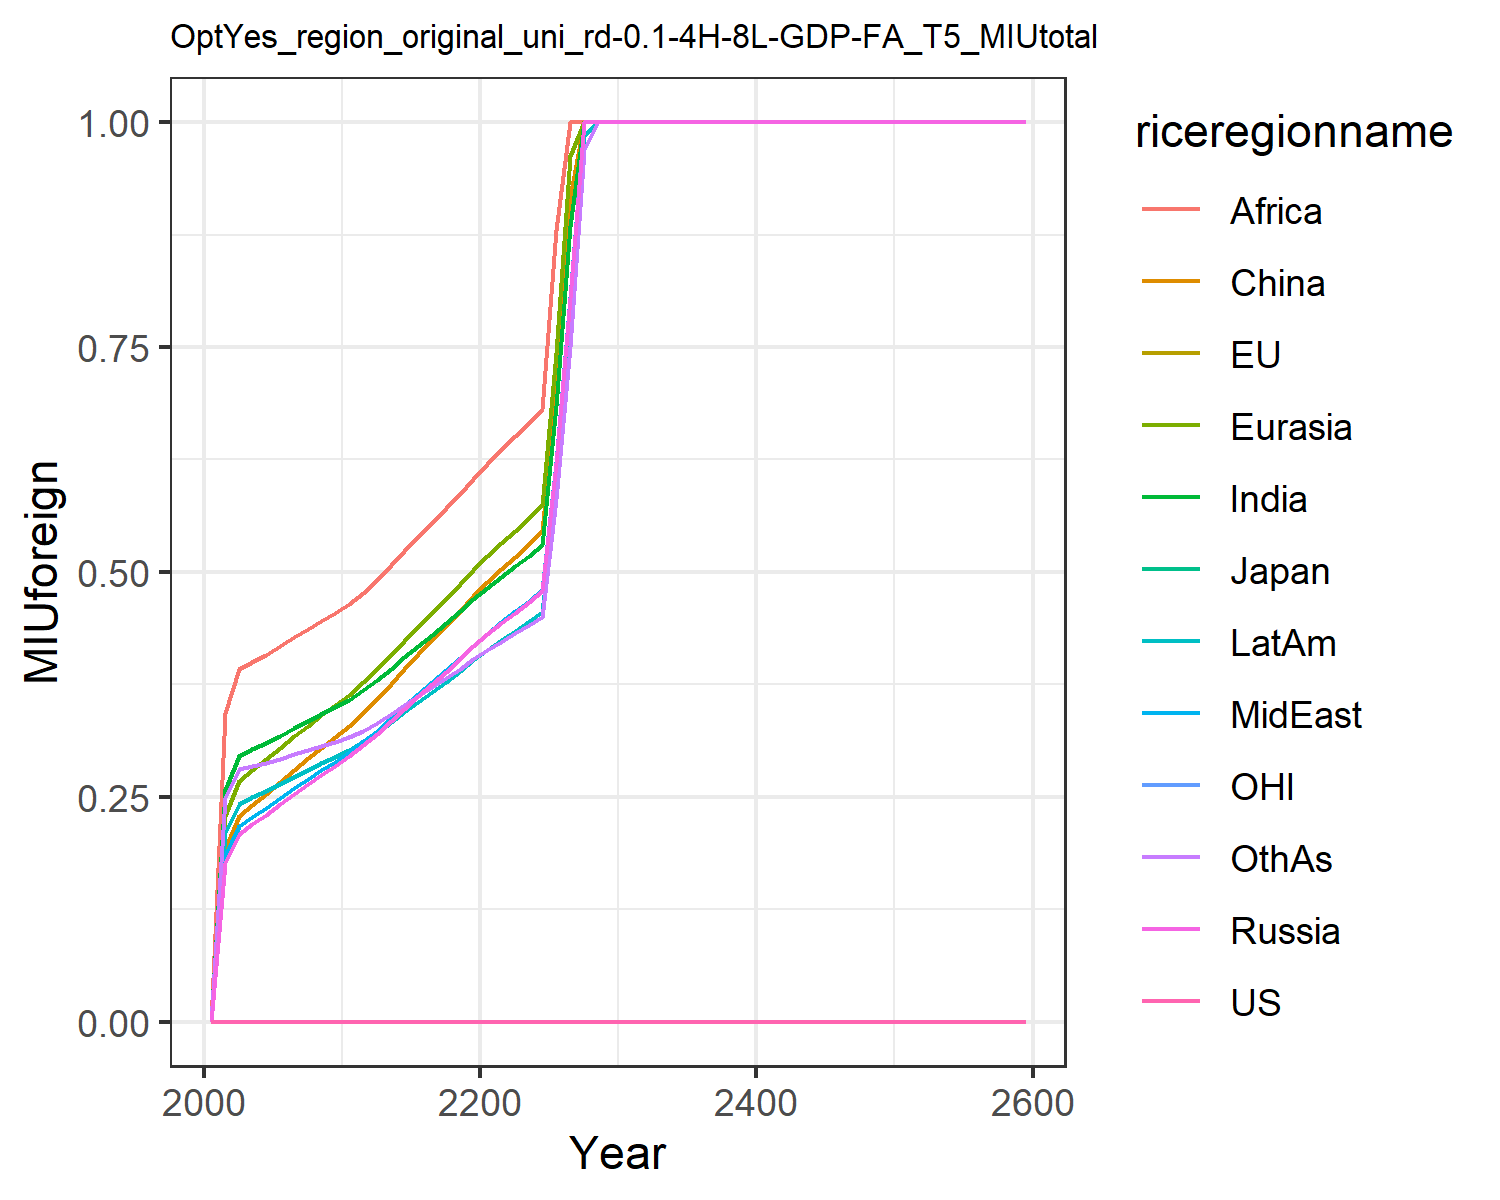 OptYes_region_original_uni_rd-0.1-4H-8L-GDP-FA_T5_MIUtotal
MIUforeign
1.00
0.75
0.50
0.25
0.00
2000
2200
2400
2600
Year
riceregionname
Africa
China
EU
Eurasia
India
Japan
LatAm
MidEast
OHI
OthAs
Russia
US